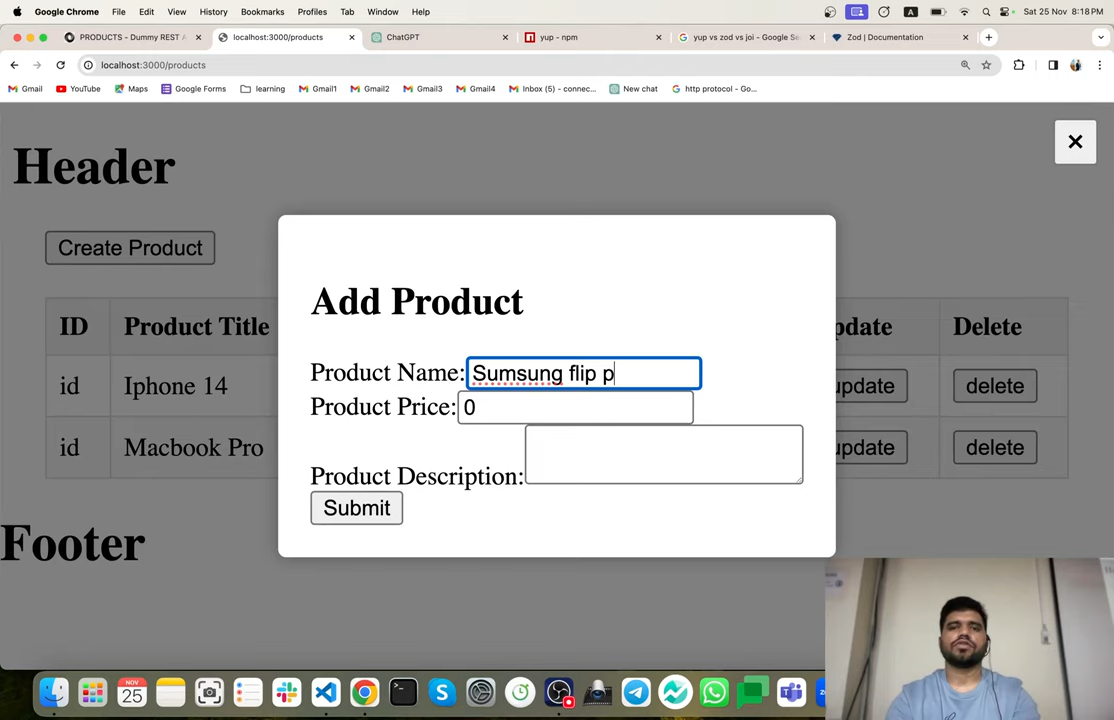 Google Chrome File Edit View History Bookmarks Profiles Tab Window Help A Sat 25 Nov 8:18 PM
PRODUCTS - Dummy REST A localhost:3000/products ChatGPT yup - npm yup vs zod vs joi - Google Se Zod | Documentation
localhost:3000/products
Gmail YouTube Maps Google Forms learning Gmail1 Gmail2 Gmail3 Gmail4 Inbox (5) - connec... New chat http protocol - Go...
Header
Create Product
Add Product
ID Product Title pdate Delete
Product Name: Sumsung flip p
id Iphone 14 update delete
Product Price: 0
id Macbook Pro update delete
Product Description:
Submit
Footer
NOV
25